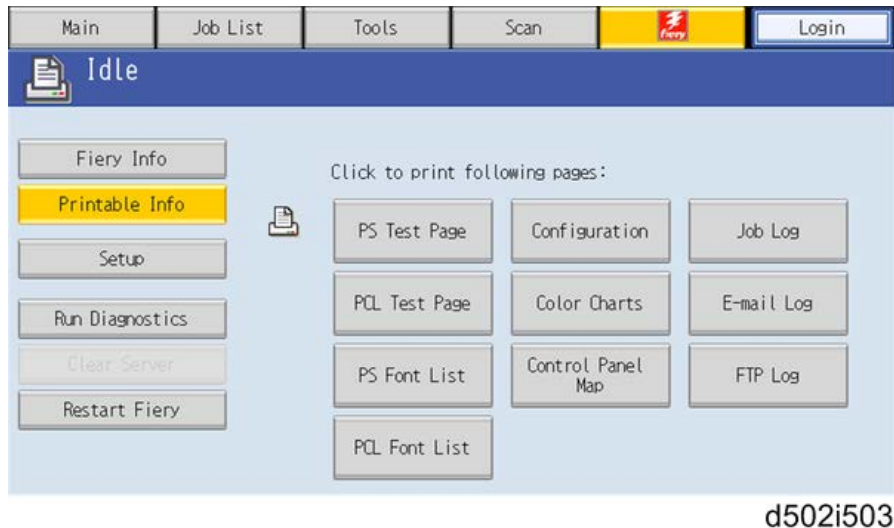 Main
Job List
Tools
Scan
fiery
Login
Idle
Fiery Info
Printable Info
Setup
Run Diagnostics
Clear Server
Restart Fiery
Click to print following pages:
PS Test Page
Configuration
Job Log
PCL Test Page
Color Charts
E-mail Log
PS Font List
Control Panel
Map
FTP Log
PCL Font List
d502i503